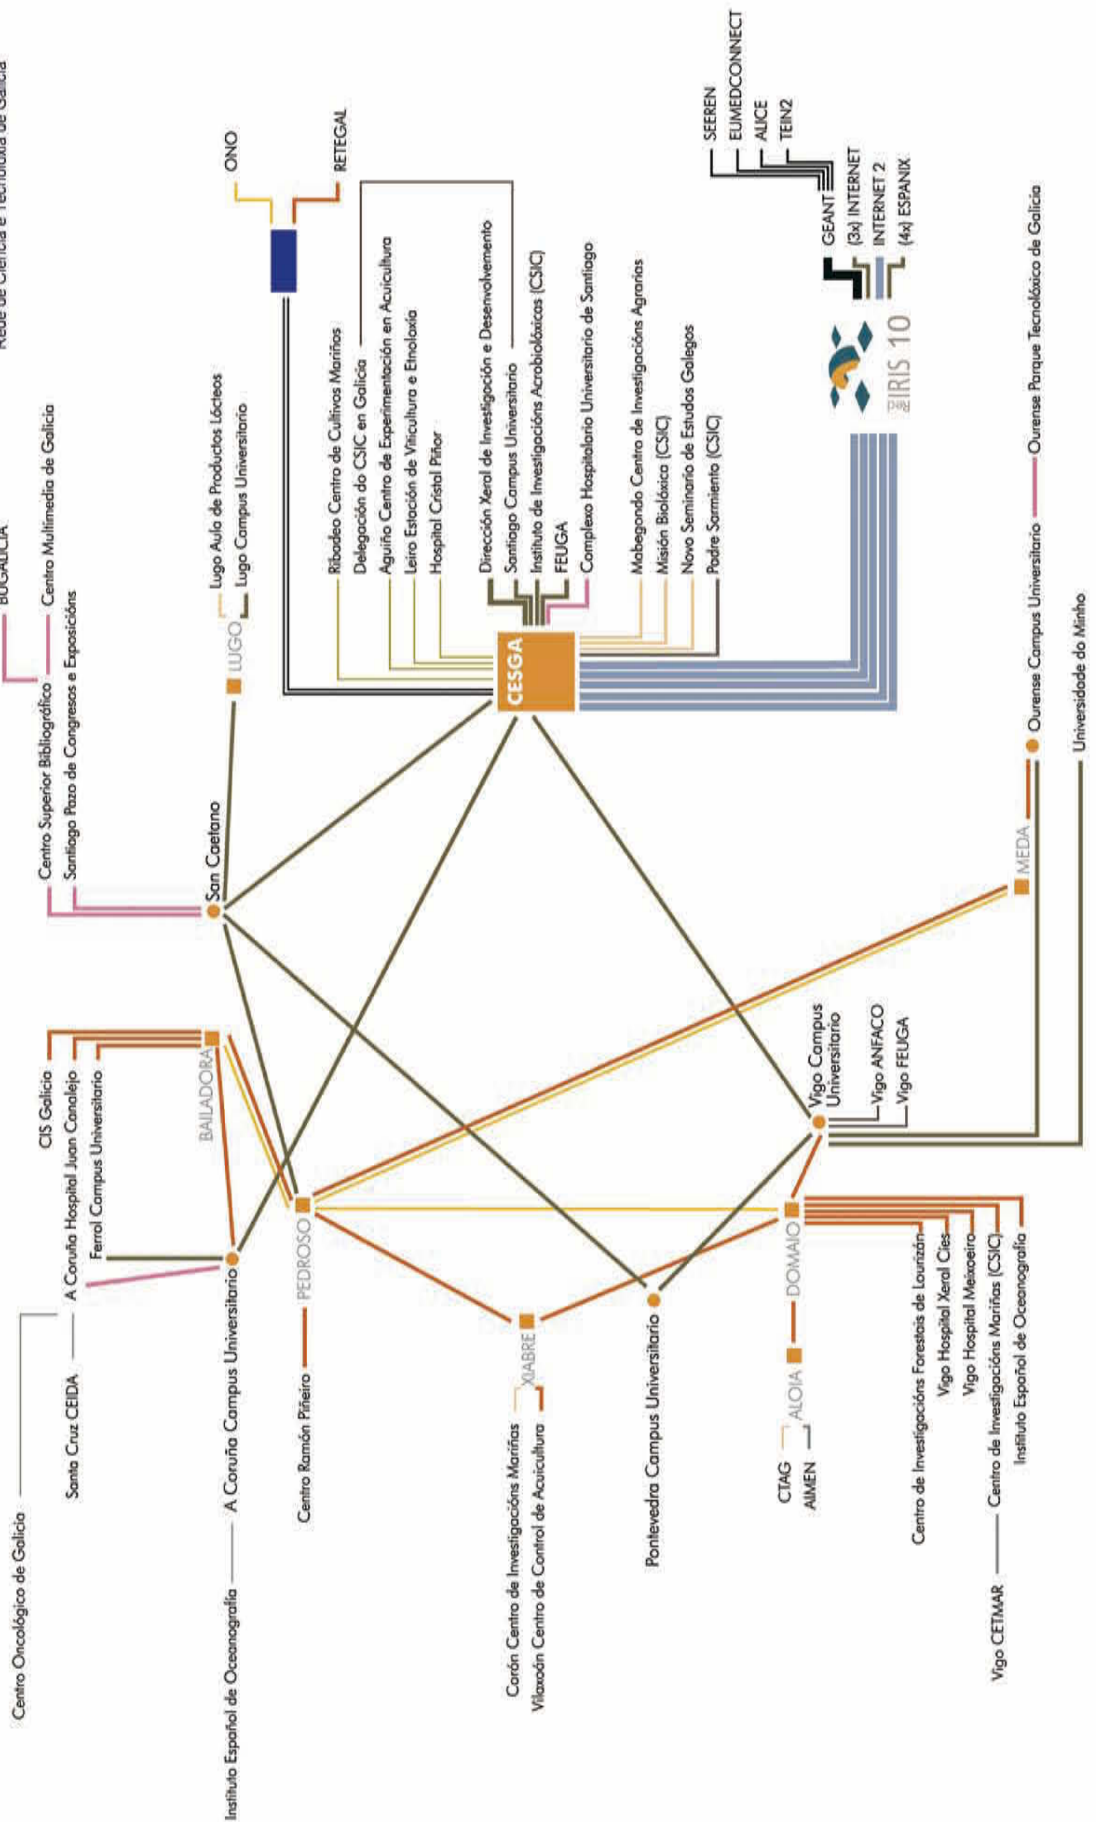 Rede de Ciencia e Tecnoloxía de Galicia
BUGALICIA
Centro Superior Bibliográfico
Centro Multimedia de Galicia
Santiago Pazo de Congresos e Exposicións
CIS Galicia
A Coruña Hospital Juan Canalejo
Ferrol Campus Universitario
Centro Oncológico de Galicia
Santa Cruz CEIDA
Instituto Español de Oceanografía
A Coruña Campus Universitario
BAILADORA
San Caetano
LUGO
Lugo Aula de Productos Lácteos
Lugo Campus Universitario
ONO
RETEGAL
Centro Ramón Piñeiro
PEDROSO
Ribadeo Centro de Cultivos Mariños
Delegación do CSIC en Galicia
Aguiño Centro de Experimentación en Acuicultura
Leiro Estación de Viticultura e Etnoloxía
Hospital Cristal Piñor
CESGA
Dirección Xeral de Investigación e Desenvolvemento
Santiago Campus Universitario
Instituto de Investigacións Acrobiolóxicas (CSIC)
FEUGA
Complexo Hospitalario Universitario de Santiago
Mabegondo Centro de Investigacións Agrarias
Misión Biolóxica (CSIC)
Novo Seminario de Estudos Galegos
Padre Sarmiento (CSIC)
Corón Centro de Investigacións Mariñas
Vilaxoán Centro de Control de Acuicultura
XIABRE
Pontevedra Campus Universitario
SEEREN
EUMEDCONNECT
ALICE
TEIN2
GEANT
(3x) INTERNET
INTERNET 2
(4x) ESPANIX
IRIS 10
CTAG
AIMEN
ALOIA
DOMAIO
Vigo Campus
Universitario
Vigo ANFACO
Vigo FEUGA
Centro de Investigacións Forestais de Lourizán
Vigo Hospital Xeral Cíes
Vigo Hospital Meixoeiro
Vigo CETMAR
Centro de Investigacións Mariñas (CSIC)
Instituto Español de Oceanografía
MEDA
Ourense Campus Universitario
Ourense Parque Tecnolóxico de Galicia
Universidade do Minho